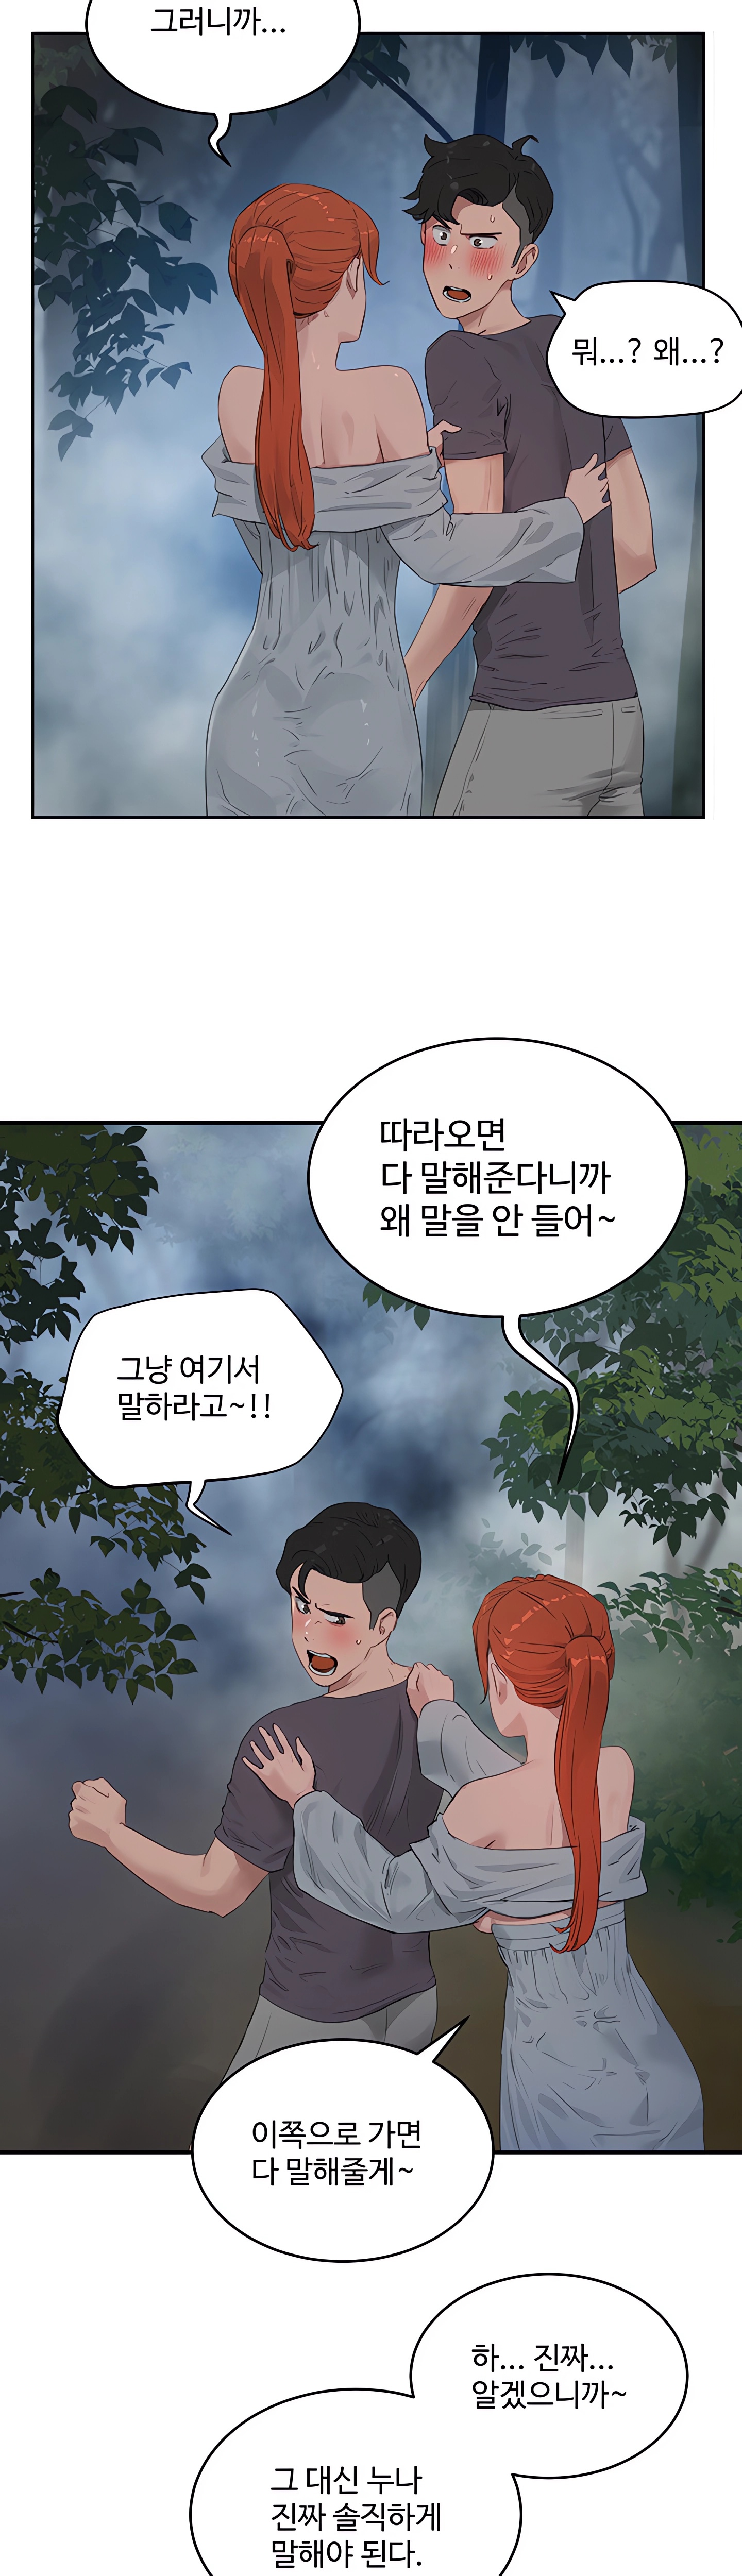 그러니까...
뭐...? 왜...?
따라오면
다 말해준다니까
왜 말을 안 들어~
그냥 여기서
말하라고~!!
이쪽으로 가면
다 말해줄게~
하... 진짜...
알겠으니까~
그 대신 누나
진짜 솔직하게
말해야 된다.